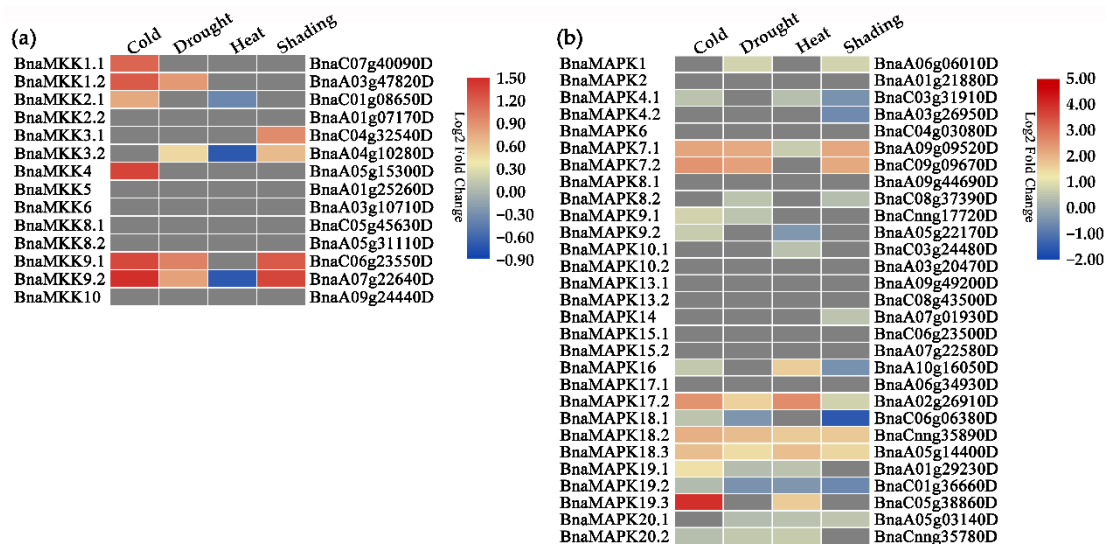 (a)
Cold Drought Heat Shading
BnaMKK1.1 BnaC07g40090D
BnaMKK1.2 BnaA03g47820D
BnaMKK2.1 BnaC01g08650D
BnaMKK2.2 BnaA01g07170D
BnaMKK3.1 BnaC04g32540D
BnaMKK3.2 BnaA04g10280D
BnaMKK4 BnaA05g15300D
BnaMKK5 BnaA01g25260D
BnaMKK6 BnaA03g10710D
BnaMKK8.1 BnaC05g45630D
BnaMKK8.2 BnaA05g31110D
BnaMKK9.1 BnaC06g23550D
BnaMKK9.2 BnaA07g22640D
BnaMKK10 BnaA09g24440D
1.50
1.20
0.90
0.60
0.30
0.00
−0.30
−0.60
−0.90
Log2 Fold Change
(b)
Cold Drought Heat Shading
BnaMAPK1 BnaA06g06010D
BnaMAPK2 BnaA01g21880D
BnaMAPK4.1 BnaC03g31910D
BnaMAPK4.2 BnaA03g26950D
BnaMAPK6 BnaC04g03080D
BnaMAPK7.1 BnaA09g09520D
BnaMAPK7.2 BnaC09g09670D
BnaMAPK8.1 BnaA09g44690D
BnaMAPK8.2 BnaC08g37390D
BnaMAPK9.1 BnaCnng17720D
BnaMAPK9.2 BnaA05g22170D
BnaMAPK10.1 BnaC03g24480D
BnaMAPK10.2 BnaA03g20470D
BnaMAPK13.1 BnaA09g49200D
BnaMAPK13.2 BnaC08g43500D
BnaMAPK14 BnaA07g01930D
BnaMAPK15.1 BnaC06g23500D
BnaMAPK15.2 BnaA07g22580D
BnaMAPK16 BnaA10g16050D
BnaMAPK17.1 BnaA06g34930D
BnaMAPK17.2 BnaA02g26910D
BnaMAPK18.1 BnaC06g06380D
BnaMAPK18.2 BnaCnng35890D
BnaMAPK18.3 BnaA05g14400D
BnaMAPK19.1 BnaA01g29230D
BnaMAPK19.2 BnaC01g36660D
BnaMAPK19.3 BnaC05g38860D
BnaMAPK20.1 BnaA05g03140D
BnaMAPK20.2 BnaCnng35780D
Log2 Fold Change
5.00
4.00
3.00
2.00
1.00
0.00
−1.00
−2.00